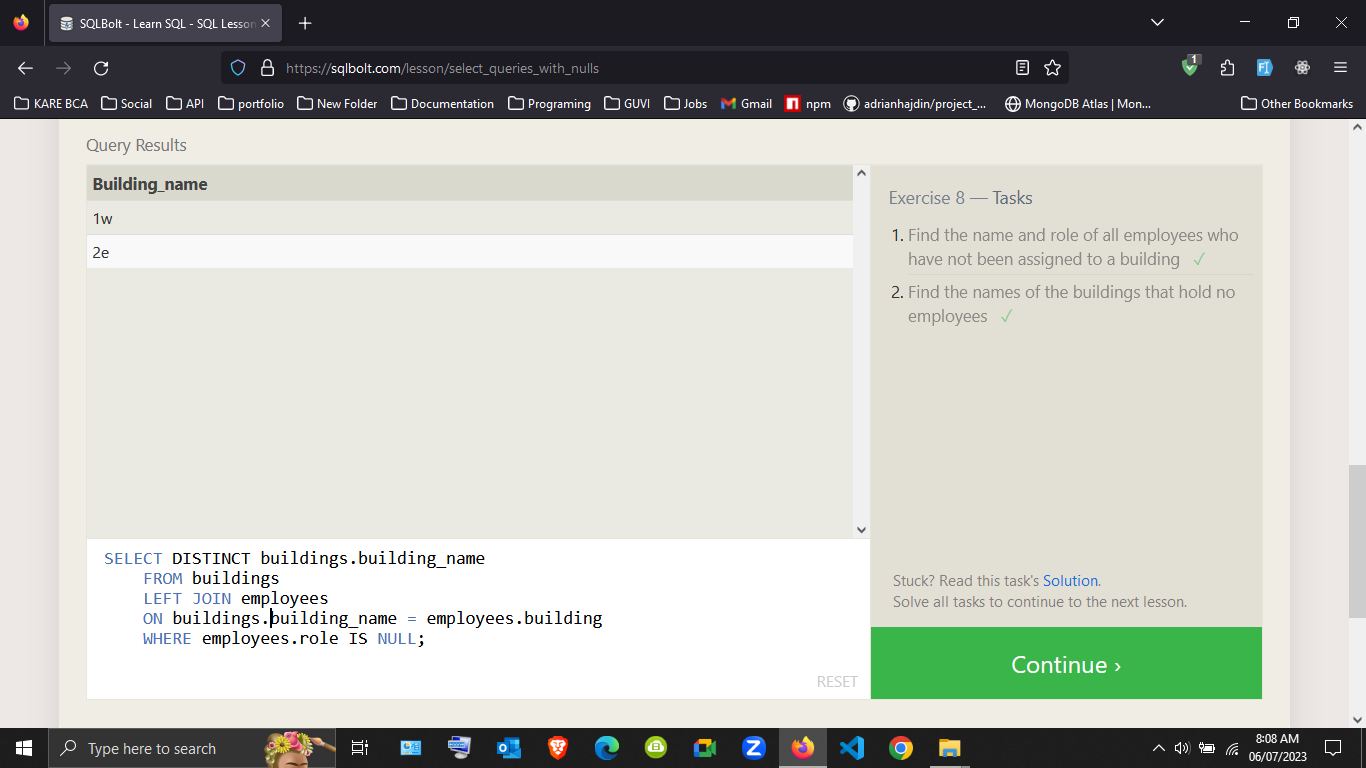 SQLBolt - Learn SQL - SQL Lesson
https://sqlbolt.com/lesson/select_queries_with_nulls
1
KARE BCA Social API portfolio New Folder Documentation Programing GUVI Jobs Gmail npm adrianhajdin/project_... MongoDB Atlas | Mon... Other Bookmarks
Query Results
Building_name
1w
2e
Exercise 8 — Tasks
1. Find the name and role of all employees who
have not been assigned to a building ✓
2. Find the names of the buildings that hold no
employees ✓
Stuck? Read this task's Solution.
Solve all tasks to continue to the next lesson.
Continue ›
SELECT DISTINCT buildings.building_name
FROM buildings
LEFT JOIN employees
ON buildings.building_name = employees.building
WHERE employees.role IS NULL;
RESET
Type here to search
8:08 AM
06/07/2023